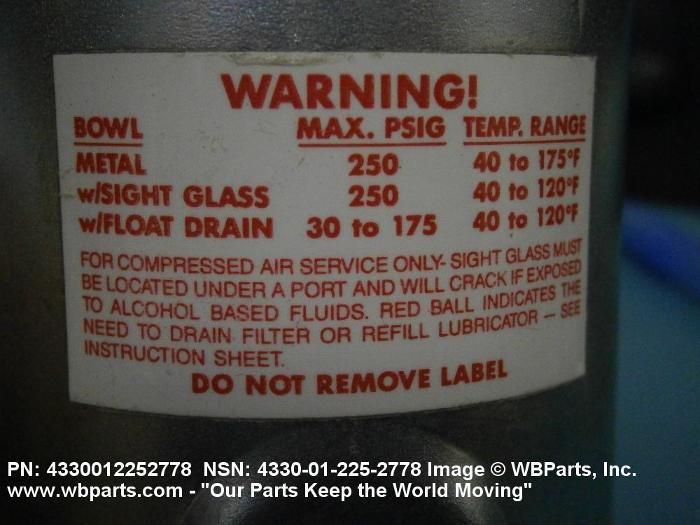 WARNING!
BOWL MAX. PSIG TEMP. RANGE
METAL 250 40 to 175°F
w/SIGHT GLASS 250 40 to 120°F
w/FLOAT DRAIN 30 to 175 40 to 120°F
FOR COMPRESSED AIR SERVICE ONLY- SIGHT GLASS MUST
BE LOCATED UNDER A PORT AND WILL CRACK IF EXPOSED
TO ALCOHOL BASED FLUIDS. RED BALL INDICATES THE
NEED TO DRAIN FILTER OR REFILL LUBRICATOR – SEE
INSTRUCTION SHEET.
DO NOT REMOVE LABEL
PN: 4330012252778 NSN: 4330-01-225-2778 Image © WBParts, Inc.
www.wbparts.com - "Our Parts Keep the World Moving"